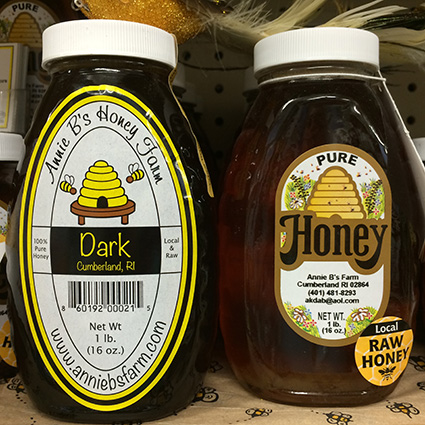 Annie B's Honey Farm
100%
Pure
Honey
Local
&
Raw
Dark
Cumberland, RI
8 60192 00021 5
Net Wt
1 lb.
(16 oz.)
www.anniebsfarm.com
PURE
Honey
Annie B's Farm
Cumberland RI 02864
(401) 481-8293
akdab@aol.com
NET WT.
1 lb.
(16 oz.)
Local
RAW
HONEY